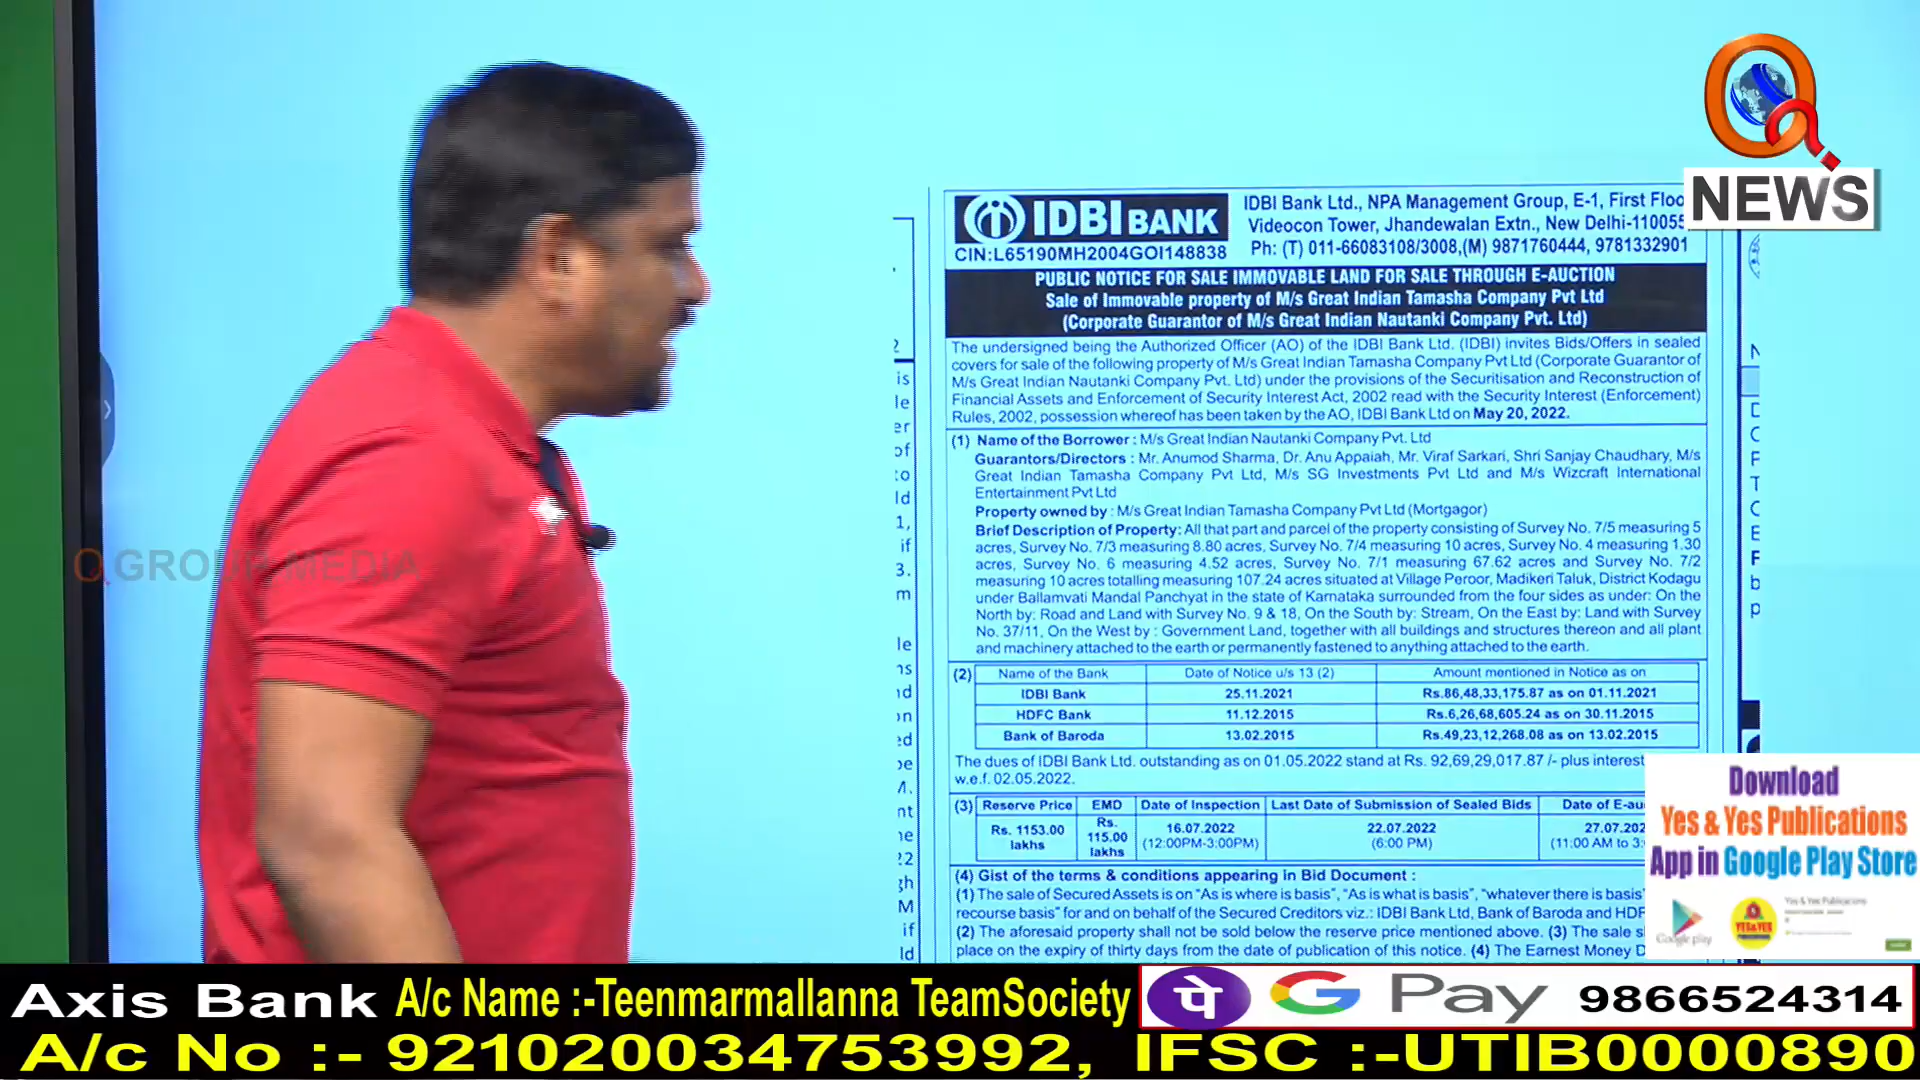 NEWS
IDBI BANK
CIN:L65190MH2004GOI148838
IDBI Bank Ltd., NPA Management Group, E-1, First Floo
Videocon Tower, Jhandewalan Extn., New Delhi-110055
Ph: (T) 011-66083108/3008,(M) 9871760444, 9781332901
PUBLIC NOTICE FOR SALE IMMOVABLE LAND FOR SALE THROUGH E-AUCTION
Sale of Immovable property of M/s Great Indian Tamasha Company Pvt Ltd
(Corporate Guarantor of M/s Great Indian Nautanki Company Pvt. Ltd)
The undersigned being the Authorized Officer (AO) of the IDBI Bank Ltd. (IDBI) invites Bids/Offers in sealed
covers for sale of the following property of M/s Great Indian Tamasha Company Pvt Ltd (Corporate Guarantor of
M/s Great Indian Nautanki Company Pvt. Ltd) under the provisions of the Securitisation and Reconstruction of
Financial Assets and Enforcement of Security Interest Act, 2002 read with the Security Interest (Enforcement)
Rules, 2002, possession whereof has been taken by the AO, IDBI Bank Ltd on May 20, 2022.
(1) Name of the Borrower : M/s Great Indian Nautanki Company Pvt. Ltd
Guarantors/Directors : Mr. Anumod Sharma, Dr. Anu Appaiah, Mr. Viraf Sarkari, Shri Sanjay Chaudhary, M/s
Great Indian Tamasha Company Pvt Ltd, M/s SG Investments Pvt Ltd and M/s Wizcraft International
Entertainment Pvt Ltd
Property owned by : M/s Great Indian Tamasha Company Pvt Ltd (Mortgagor)
Brief Description of Property: All that part and parcel of the property consisting of Survey No. 7/5 measuring 5
acres, Survey No. 7/3 measuring 8.80 acres, Survey No. 7/4 measuring 10 acres, Survey No. 4 measuring 1.30
acres, Survey No. 6 measuring 4.52 acres, Survey No. 7/1 measuring 67.62 acres and Survey No. 7/2
measuring 10 acres totalling measuring 107.24 acres situated at Village Peroor, Madikeri Taluk, District Kodagu
under Ballamvati Mandal Panchyat in the state of Karnataka surrounded from the four sides as under: On the
North by: Road and Land with Survey No. 9 & 18, On the South by: Stream, On the East by: Land with Survey
No. 37/11, On the West by : Government Land, together with all buildings and structures thereon and all plant
and machinery attached to the earth or permanently fastened to anything attached to the earth.
(2) Name of the Bank Date of Notice u/s 13 (2) Amount mentioned in Notice as on
IDBI Bank 25.11.2021 Rs.86,48,33,175.87 as on 01.11.2021
HDFC Bank 11.12.2015 Rs.6,26,68,605.24 as on 30.11.2015
Bank of Baroda 13.02.2015 Rs.49,23,12,268.08 as on 13.02.2015
The dues of IDBI Bank Ltd. outstanding as on 01.05.2022 stand at Rs. 92,69,29,017.87 /- plus interest
w.e.f. 02.05.2022.
(3) Reserve Price EMD Date of Inspection Last Date of Submission of Sealed Bids Date of E-au
Rs. 1153.00 lakhs Rs. 115.00 lakhs 16.07.2022 (12:00PM-3:00PM) 22.07.2022 (6:00 PM) 27.07.202 (11:00 AM to 3:
(4) Gist of the terms & conditions appearing in Bid Document :
(1) The sale of Secured Assets is on "As is where is basis", "As is what is basis", "whatever there is basis"
recourse basis" for and on behalf of the Secured Creditors viz.: IDBI Bank Ltd, Bank of Baroda and HDF
(2) The aforesaid property shall not be sold below the reserve price mentioned above. (3) The sale s
place on the expiry of thirty days from the date of publication of this notice. (4) The Earnest Money D
Q GROUP MEDIA
Download
Yes & Yes Publications
App in Google Play Store
Google play
YES&YES
Yes & Yes Publications
Axis Bank A/c Name :-Teenmarmallanna TeamSociety
पे G Pay 9866524314
A/c No :- 921020034753992, IFSC :-UTIB0000890